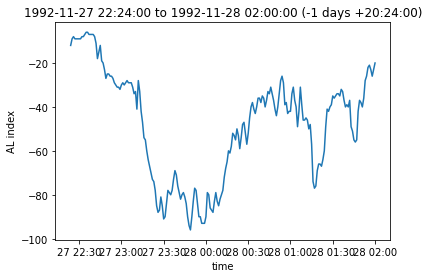 1992-11-27 22:24:00 to 1992-11-28 02:00:00 (-1 days +20:24:00)
−20
−40
−60
−80
−100
AL index
27 22:30 27 23:00 27 23:30 28 00:00 28 00:30 28 01:00 28 01:30 28 02:00
time